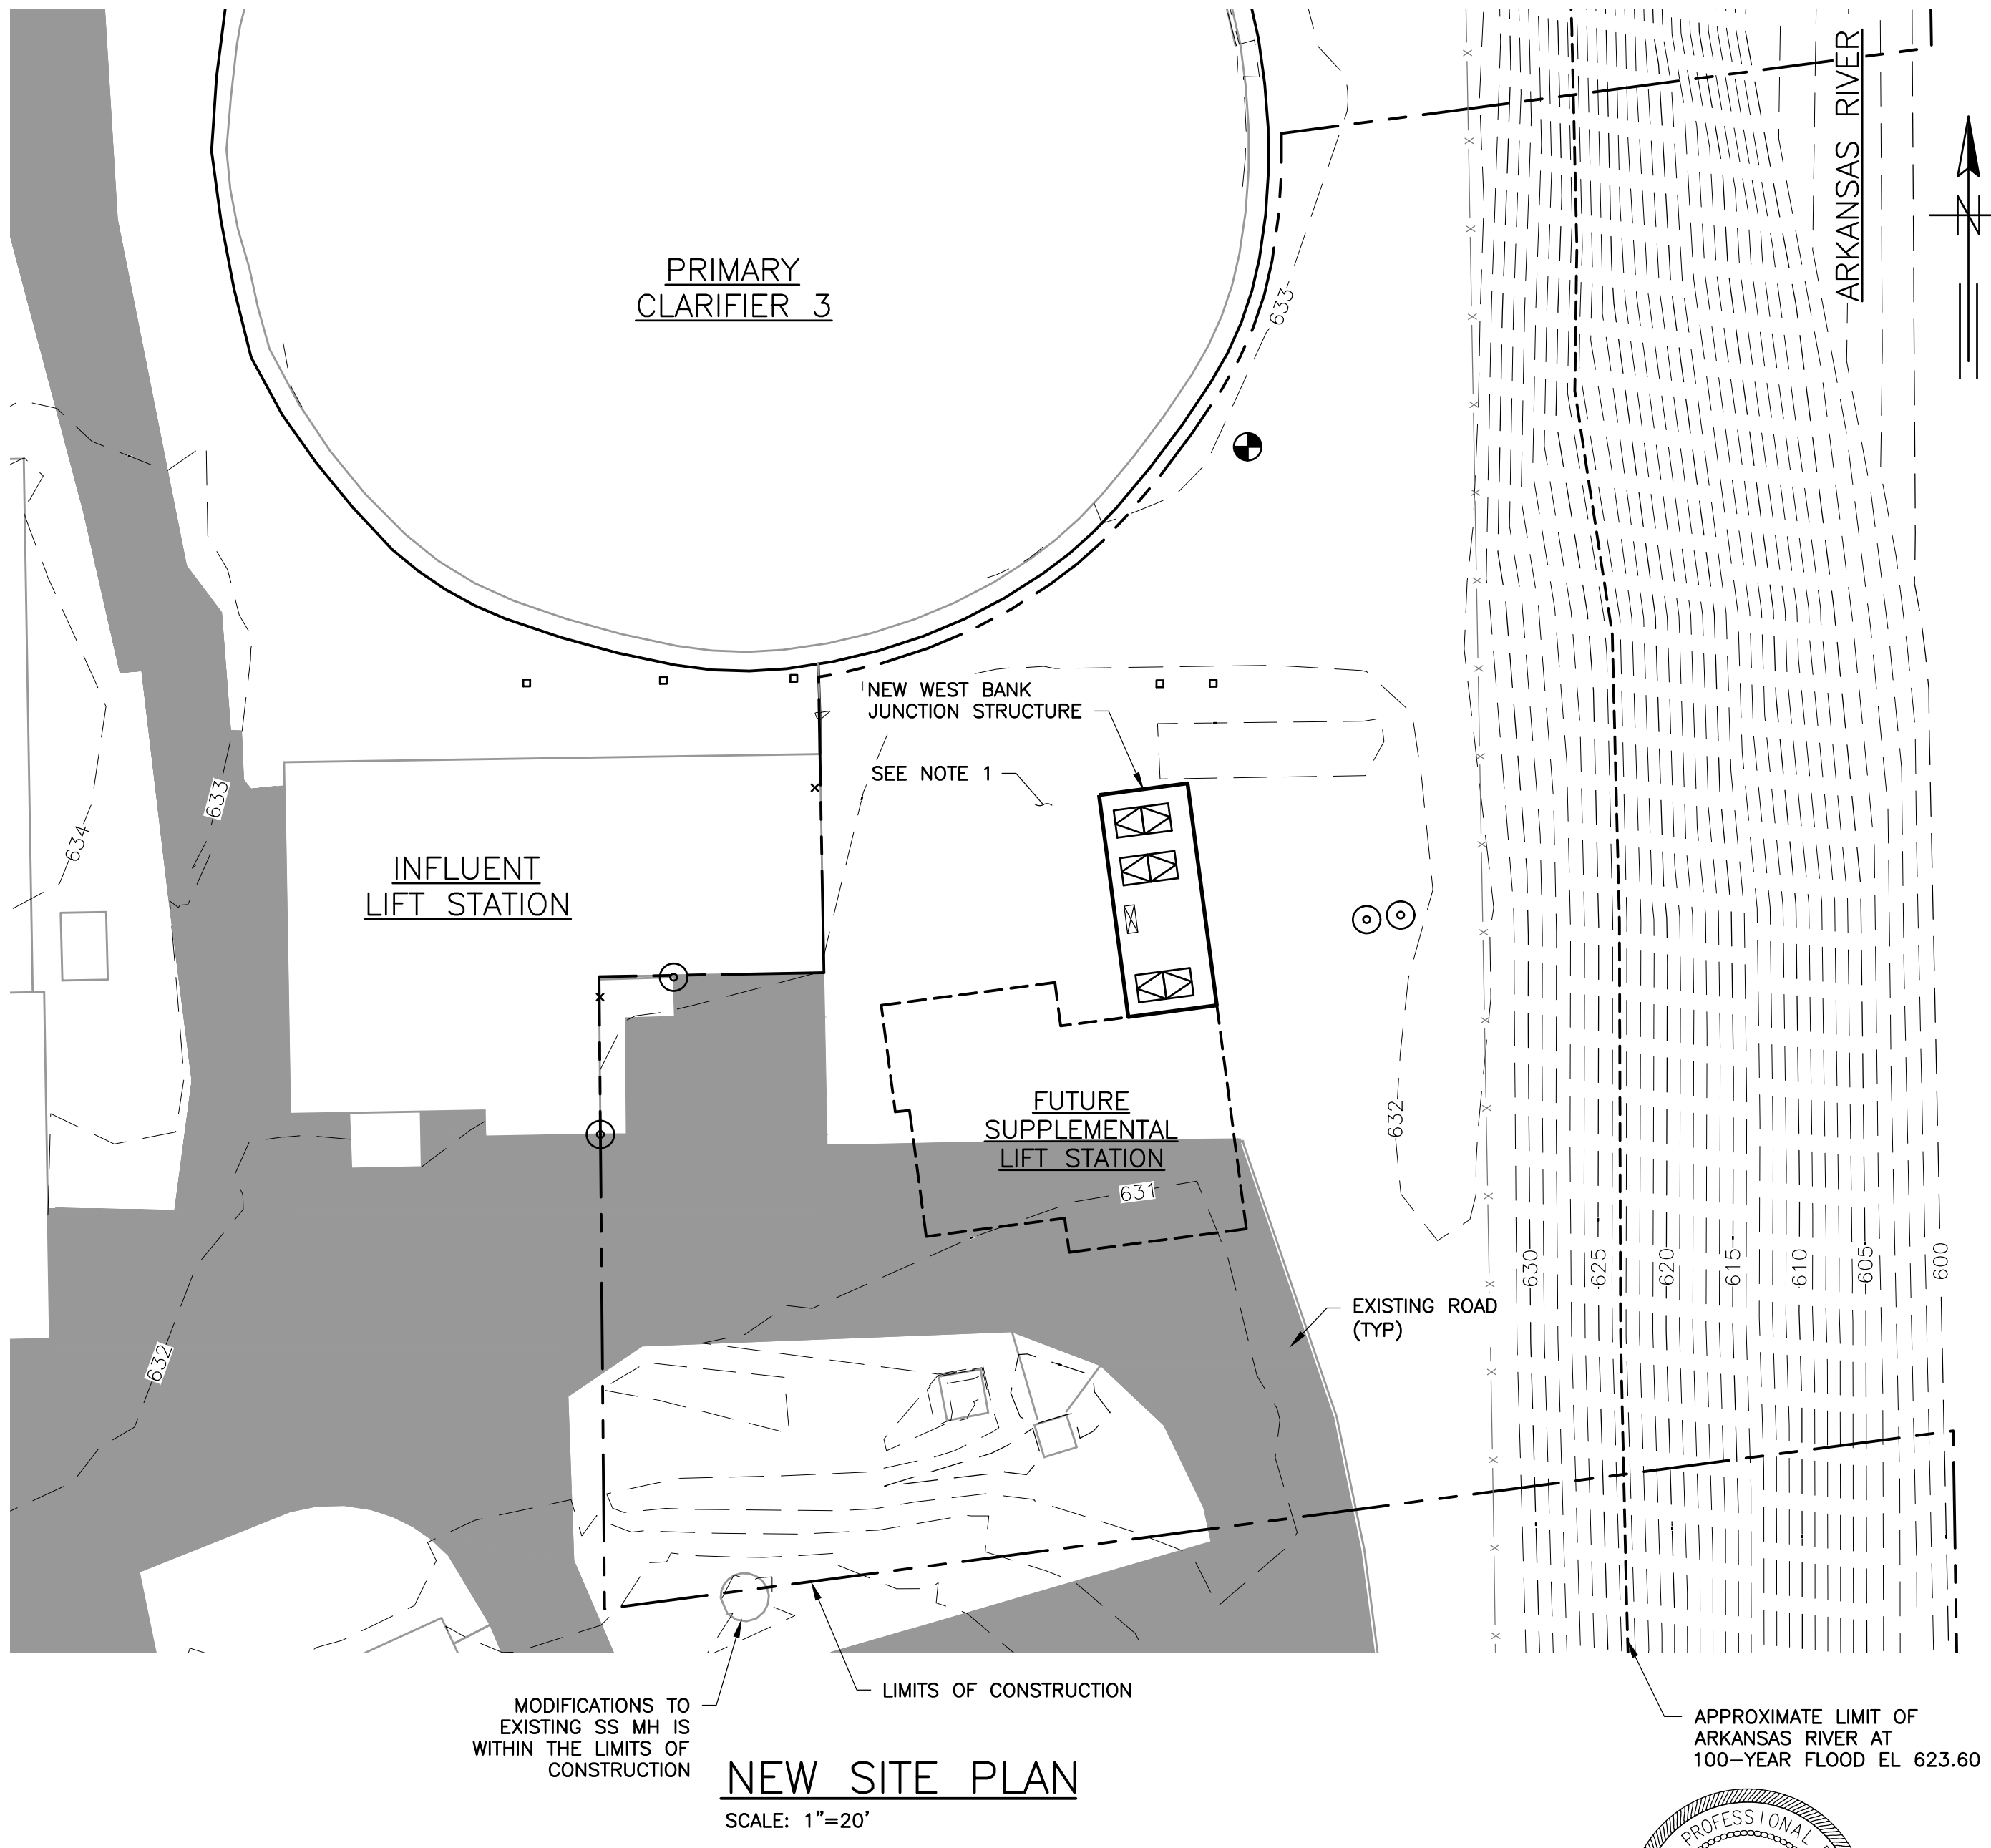 ARKANSAS RIVER
N
PRIMARY
CLARIFIER 3
633
NEW WEST BANK
JUNCTION STRUCTURE
SEE NOTE 1
633
634
INFLUENT
LIFT STATION
632
FUTURE
SUPPLEMENTAL
LIFT STATION
631
630
625
620
615
610
605
600
EXISTING ROAD
(TYP)
632
LIMITS OF CONSTRUCTION
MODIFICATIONS TO
EXISTING SS MH IS
WITHIN THE LIMITS OF
CONSTRUCTION
APPROXIMATE LIMIT OF
ARKANSAS RIVER AT
100-YEAR FLOOD EL 623.60
NEW SITE PLAN
SCALE: 1"=20'
PROFESSIONAL